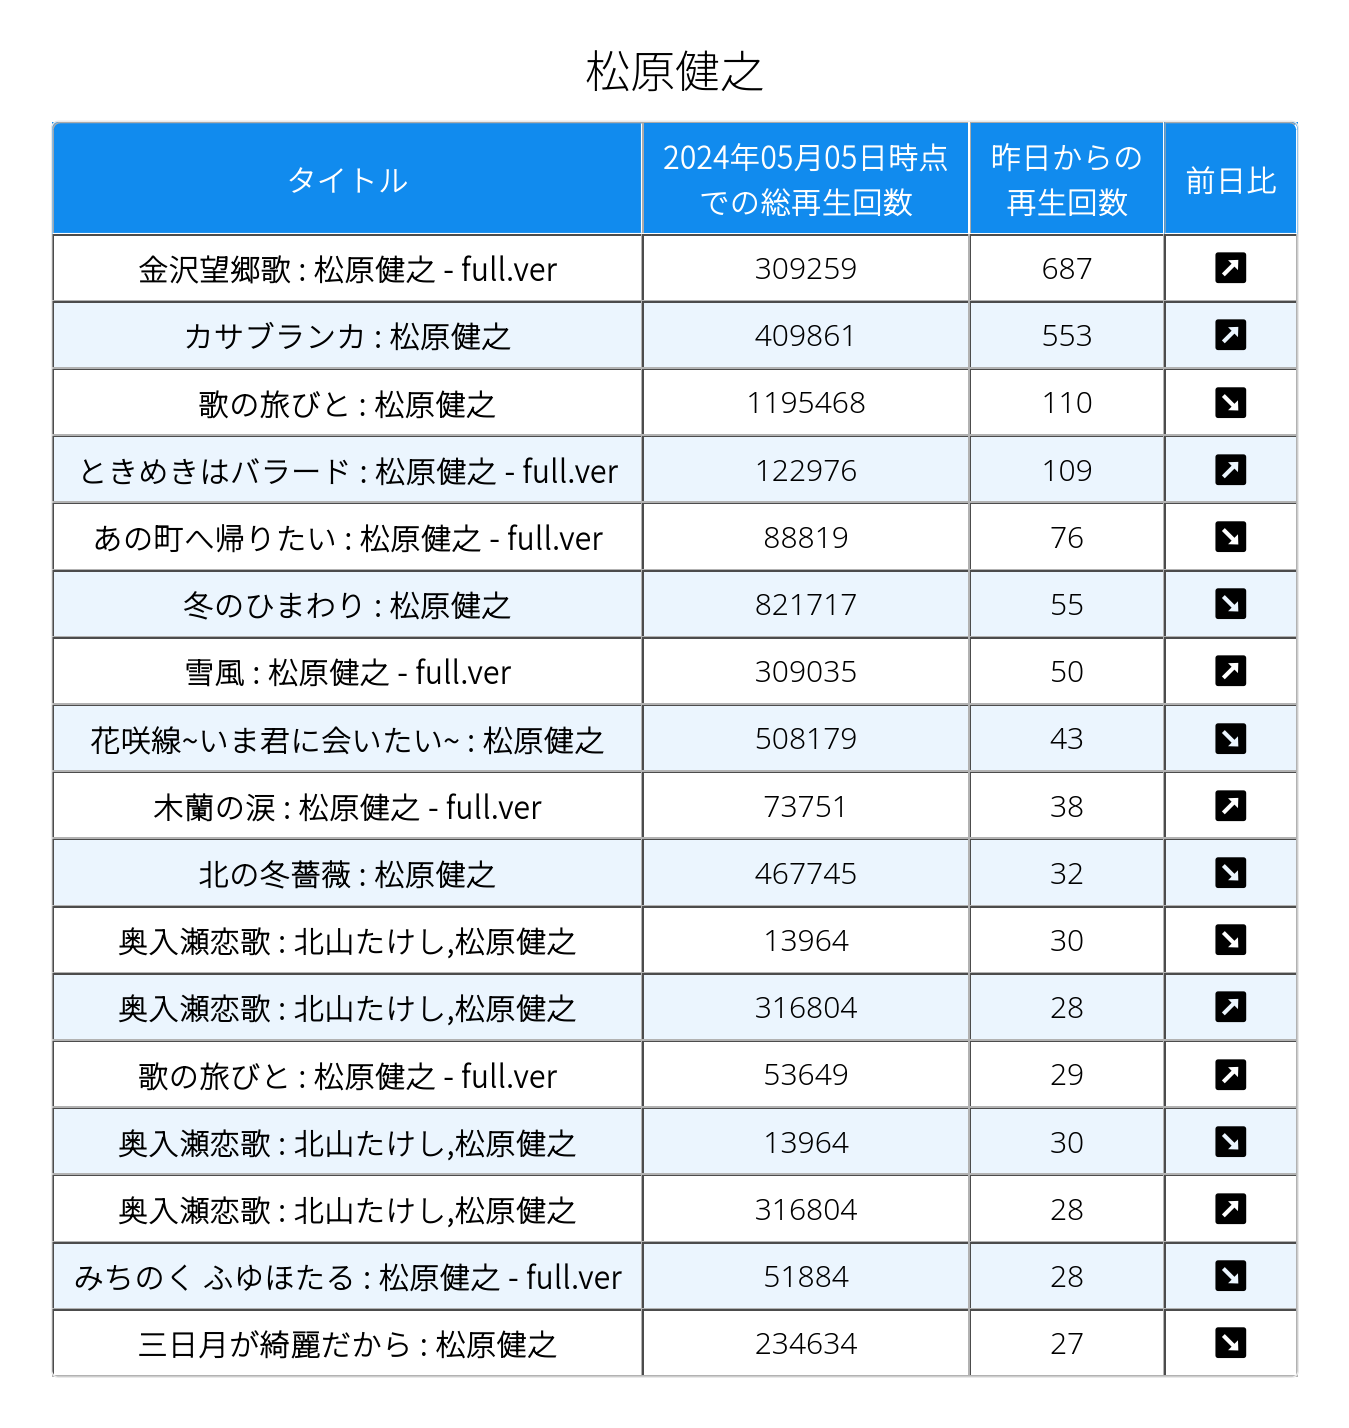 松原健之
タイトル
2024年05月05日時点
での総再生回数
昨日からの
再生回数
前日比
金沢望郷歌 : 松原健之 - full.ver 309259 687
カサブランカ : 松原健之 409861 553
歌の旅びと : 松原健之 1195468 110
ときめきはバラード : 松原健之 - full.ver 122976 109
あの町へ帰りたい : 松原健之 - full.ver 88819 76
冬のひまわり : 松原健之 821717 55
雪風 : 松原健之 - full.ver 309035 50
花咲線~いま君に会いたい~ : 松原健之 508179 43
木蘭の涙 : 松原健之 - full.ver 73751 38
北の冬薔薇 : 松原健之 467745 32
奥入瀬恋歌 : 北山たけし,松原健之 13964 30
奥入瀬恋歌 : 北山たけし,松原健之 316804 28
歌の旅びと : 松原健之 - full.ver 53649 29
奥入瀬恋歌 : 北山たけし,松原健之 13964 30
奥入瀬恋歌 : 北山たけし,松原健之 316804 28
みちのく ふゆほたる : 松原健之 - full.ver 51884 28
三日月が綺麗だから : 松原健之 234634 27